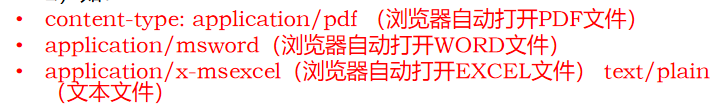 • content-type: application/pdf （浏览器自动打开PDF文件）
• application/msword（浏览器自动打开WORD文件）
• application/x-msexcel（浏览器自动打开EXCEL文件） text/plain
（文本文件）